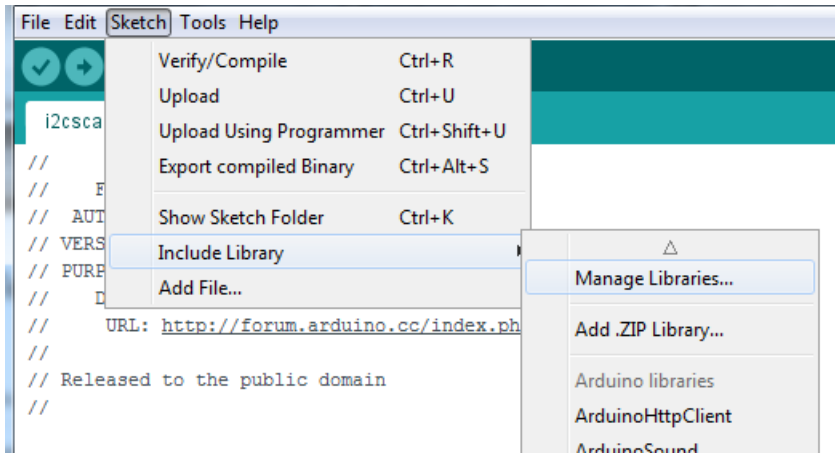 File Edit Sketch Tools Help
Verify/Compile Ctrl+R
Upload Ctrl+U
i2csca
Upload Using Programmer Ctrl+Shift+U
// Export compiled Binary Ctrl+Alt+S
// F
// AUT Show Sketch Folder Ctrl+K
// VERS Include Library
// PURP Add File...
// D
// URL: http://forum.arduino.cc/index.ph
//
// Released to the public domain
//
Manage Libraries...
Add .ZIP Library...
Arduino libraries
ArduinoHttpClient
ArduinoSound